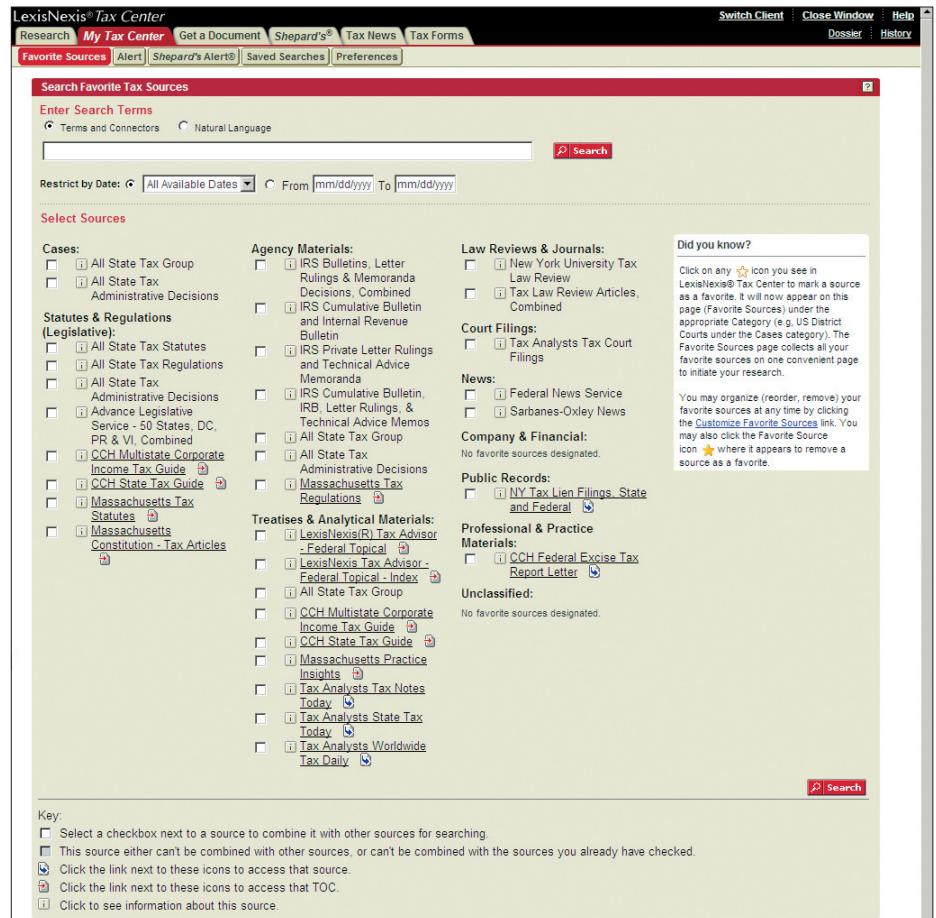 LexisNexis® Tax Center
Switch Client Close Window Help
Research My Tax Center Get a Document Shepard's® Tax News Tax Forms
Dossier History
Favorite Sources Alert Shepard's Alert® Saved Searches Preferences
Search Favorite Tax Sources ?
Enter Search Terms
Terms and Connectors Natural Language
Search
Restrict by Date: All Available Dates From mm/dd/yyyy To mm/dd/yyyy
Select Sources
Cases:
i All State Tax Group
i All State Tax
Administrative Decisions
Statutes & Regulations
(Legislative):
i All State Tax Statutes
i All State Tax Regulations
i All State Tax
Administrative Decisions
i Advance Legislative
Service - 50 States, DC,
PR & VI, Combined
i CCH Multistate Corporate
Income Tax Guide
i CCH State Tax Guide
i Massachusetts Tax
Statutes
i Massachusetts
Constitution - Tax Articles
Agency Materials:
i IRS Bulletins, Letter
Rulings & Memoranda
Decisions, Combined
i IRS Cumulative Bulletin
and Internal Revenue
Bulletin
i IRS Private Letter Rulings
and Technical Advice
Memoranda
i IRS Cumulative Bulletin,
IRB, Letter Rulings, &
Technical Advice Memos
i All State Tax Group
i All State Tax
Administrative Decisions
i Massachusetts Tax
Regulations
Treatises & Analytical Materials:
i LexisNexis(R) Tax Advisor
- Federal Topical
i LexisNexis Tax Advisor -
Federal Topical - Index
i All State Tax Group
i CCH Multistate Corporate
Income Tax Guide
i CCH State Tax Guide
i Massachusetts Practice
Insights
i Tax Analysts Tax Notes
Today
i Tax Analysts State Tax
Today
i Tax Analysts Worldwide
Tax Daily
Law Reviews & Journals:
i New York University Tax
Law Review
i Tax Law Review Articles,
Combined
Court Filings:
i Tax Analysts Tax Court
Filings
News:
i Federal News Service
i Sarbanes-Oxley News
Company & Financial:
No favorite sources designated.
Public Records:
i NY Tax Lien Filings, State
and Federal
Professional & Practice
Materials:
i CCH Federal Excise Tax
Report Letter
Unclassified:
No favorite sources designated.
Did you know?
Click on any icon you see in
LexisNexis® Tax Center to mark a source
as a favorite. It will now appear on this
page (Favorite Sources) under the
appropriate Category (e.g, US District
Courts under the Cases category). The
Favorite Sources page collects all your
favorite sources on one convenient page
to initiate your research.
You may organize (reorder, remove) your
favorite sources at any time by clicking
the Customize Favorite Sources link. You
may also click the Favorite Source
icon where it appears to remove a
source as a favorite.
Search
Key:
Select a checkbox next to a source to combine it with other sources for searching.
This source either can't be combined with other sources, or can't be combined with the sources you already have checked.
Click the link next to these icons to access that source.
Click the link next to these icons to access that TOC.
i Click to see information about this source.